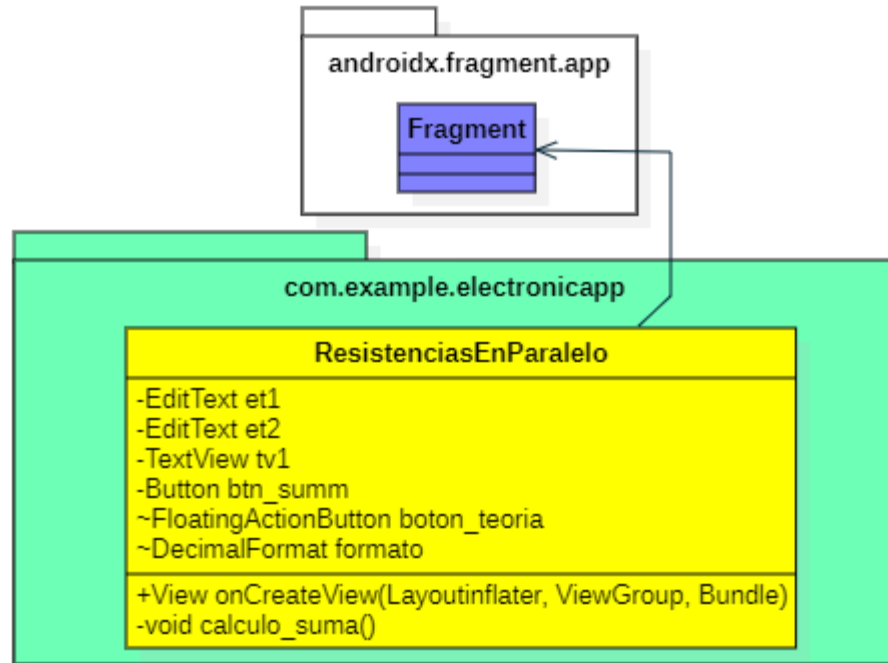 androidx.fragment.app
Fragment
com.example.electronicapp
ResistenciasEnParalelo
-EditText et1
-EditText et2
-TextView tv1
-Button btn_summ
~FloatingActionButton boton_teoria
~DecimalFormat formato
+View onCreateView(Layoutinflater, ViewGroup, Bundle)
-void calculo_suma()